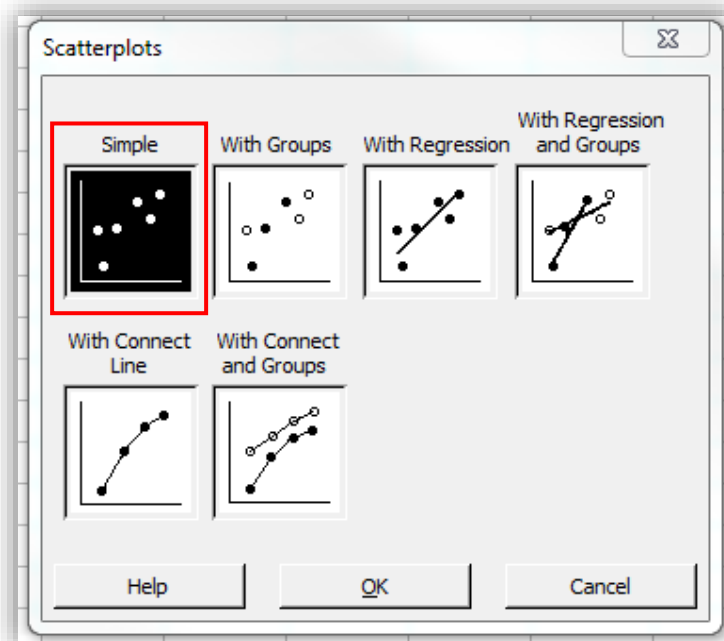 Scatterplots
Simple
With Groups
With Regression
With Regression
and Groups
With Connect
Line
With Connect
and Groups
Help
OK
Cancel